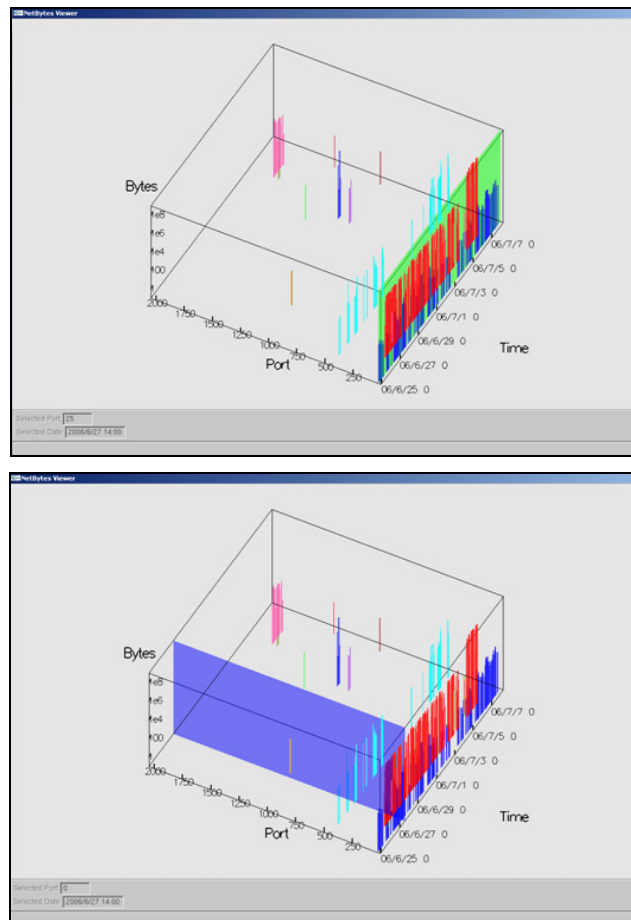 NetBytes Viewer
Bytes
1e8
1e6
1e4
100
2000
1750
1500
1250
1000
750
500
250
Port
06/7/7 0
06/7/5 0
06/7/3 0
06/7/1 0
06/6/29 0
06/6/27 0
06/6/25 0
Time
Selected Port 25
Selected Date 2006/6/27 14:00
NetBytes Viewer
Bytes
1e8
1e6
1e4
100
2000
1750
1500
1250
1000
750
500
250
Port
06/7/7 0
06/7/5 0
06/7/3 0
06/7/1 0
06/6/29 0
06/6/27 0
06/6/25 0
Time
Selected Port 0
Selected Date 2006/6/27 14:00